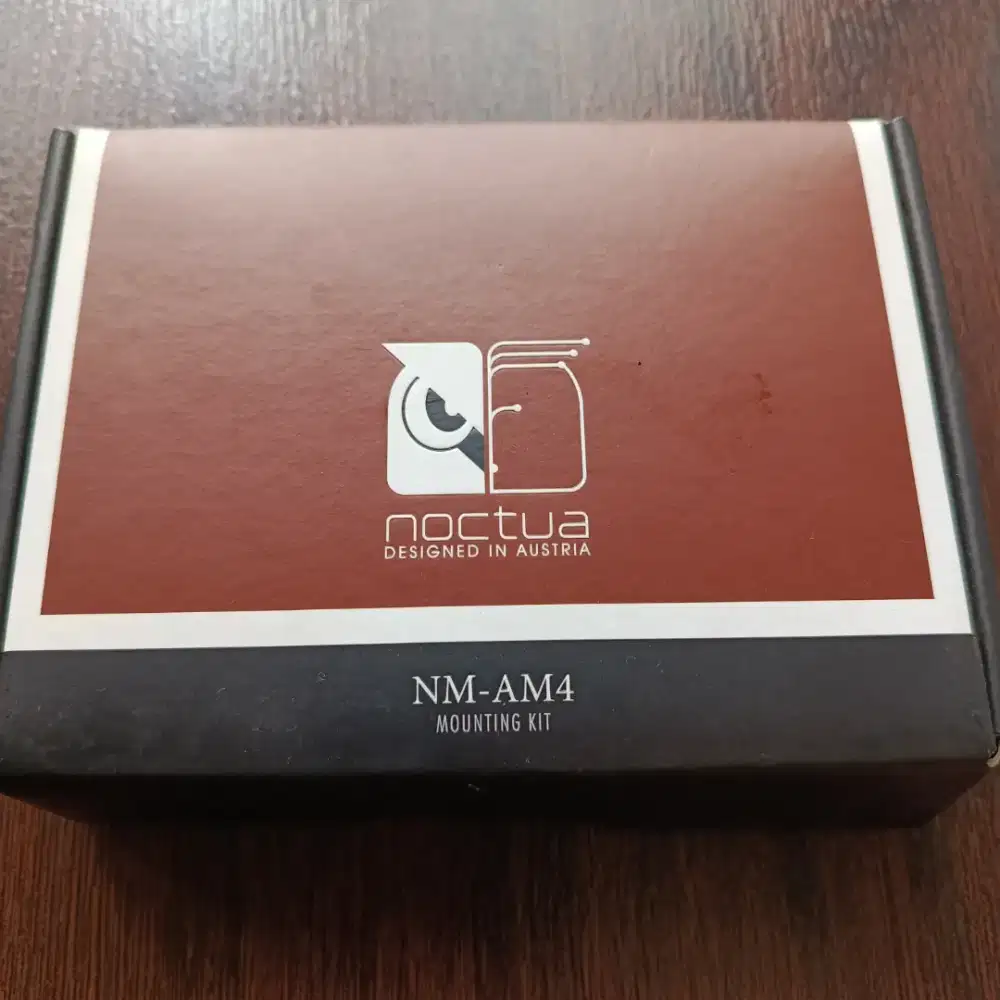 noctua
DESIGNED IN AUSTRIA
NM-AM4
MOUNTING KIT